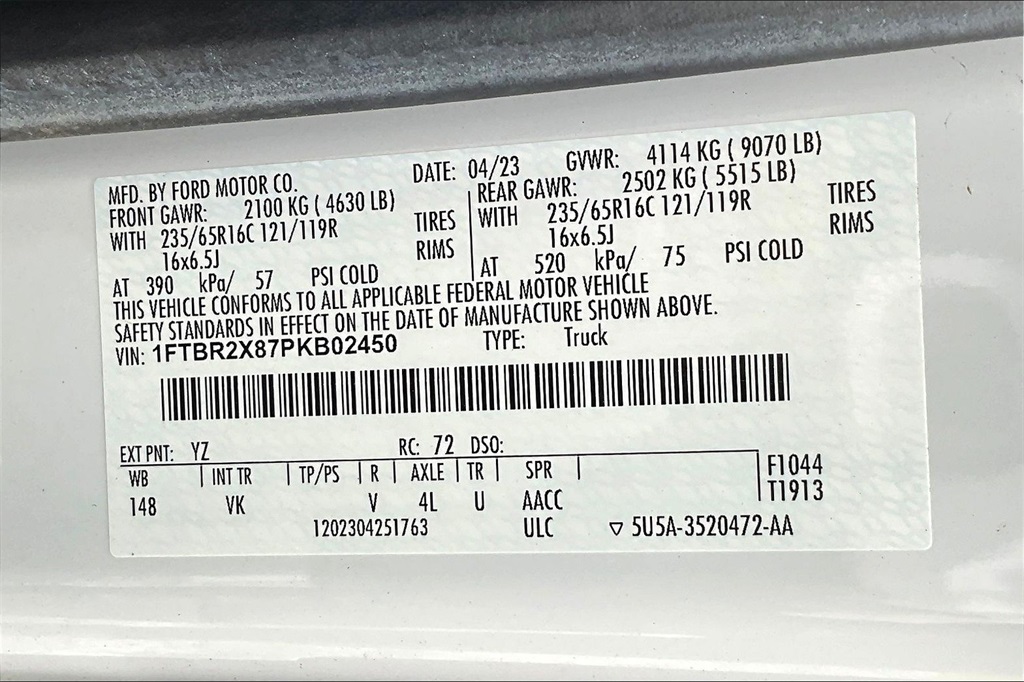 MFD. BY FORD MOTOR CO. DATE: 04/23 GVWR: 4114 KG ( 9070 LB)
FRONT GAWR: 2100 KG ( 4630 LB) REAR GAWR: 2502 KG ( 5515 LB)
WITH 235/65R16C 121/119R TIRES WITH 235/65R16C 121/119R TIRES
16x6.5J RIMS 16x6.5J RIMS
AT 390 kPa/ 57 PSI COLD AT 520 kPa/ 75 PSI COLD
THIS VEHICLE CONFORMS TO ALL APPLICABLE FEDERAL MOTOR VEHICLE
SAFETY STANDARDS IN EFFECT ON THE DATE OF MANUFACTURE SHOWN ABOVE.
VIN: 1FTBR2X87PKB02450 TYPE: Truck
EXT PNT: YZ RC: 72 DSO:
WB INT TR TP/PS R AXLE TR SPR F1044
148 VK V 4L U AACC T1913
1202304251763 ULC ▽ 5U5A-3520472-AA